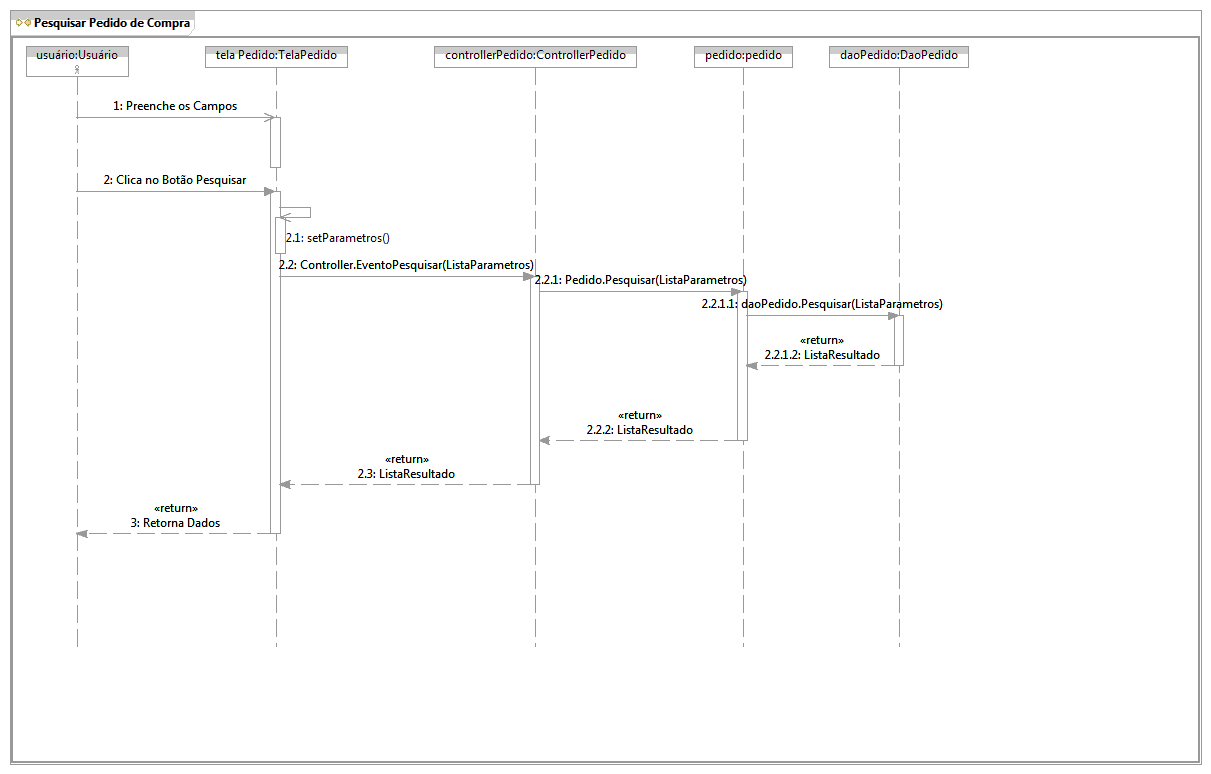 Pesquisar Pedido de Compra
usuário:Usuário
tela Pedido:TelaPedido
controllerPedido:ControllerPedido
pedido:pedido
daoPedido:DaoPedido
1: Preenche os Campos
2: Clica no Botão Pesquisar
2.1: setParametros()
2.2: Controller.EventoPesquisar(ListaParametros)
2.2.1: Pedido.Pesquisar(ListaParametros)
2.2.1.1: daoPedido.Pesquisar(ListaParametros)
«return»
2.2.1.2: ListaResultado
«return»
2.2.2: ListaResultado
«return»
2.3: ListaResultado
«return»
3: Retorna Dados